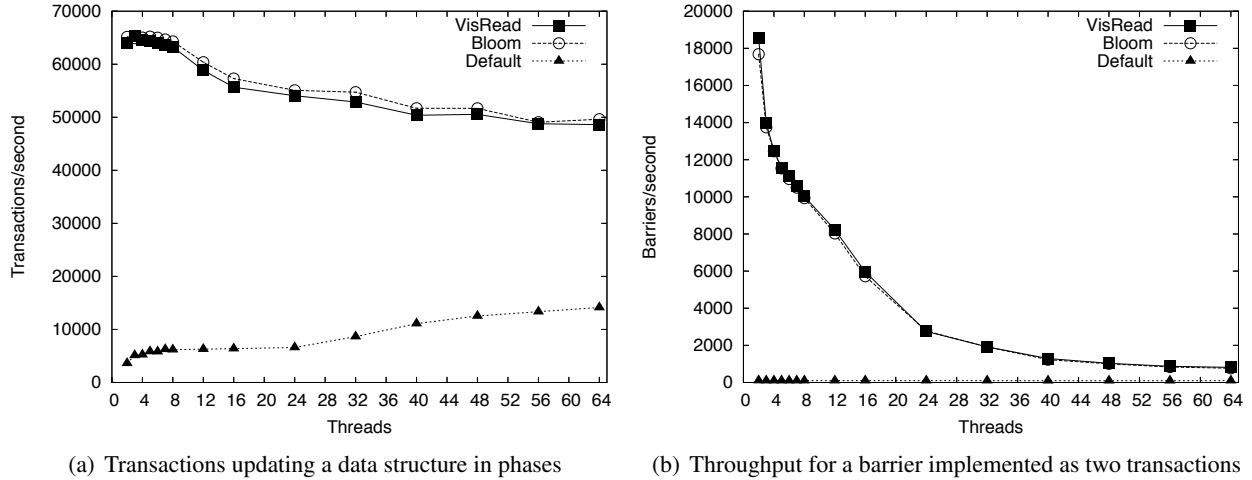 70000
60000
50000
40000
30000
20000
10000
0
Transactions/second
0 4 8 12 16 20 24 28 32 36 40 44 48 52 56 60 64
Threads
VisRead
Bloom
Default
(a) Transactions updating a data structure in phases
20000
18000
16000
14000
12000
10000
8000
6000
4000
2000
0
Barriers/second
0 4 8 12 16 20 24 28 32 36 40 44 48 52 56 60 64
Threads
VisRead
Bloom
Default
(b) Throughput for a barrier implemented as two transactions